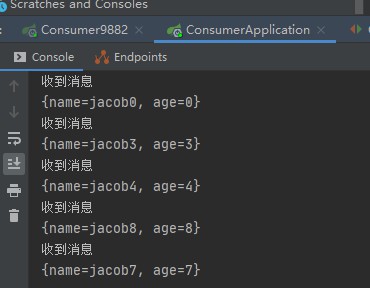 Scratches and Consoles
Consumer9882 ConsumerApplication
Console Endpoints
收到消息
{name=jacob0, age=0}
收到消息
{name=jacob3, age=3}
收到消息
{name=jacob4, age=4}
收到消息
{name=jacob8, age=8}
收到消息
{name=jacob7, age=7}